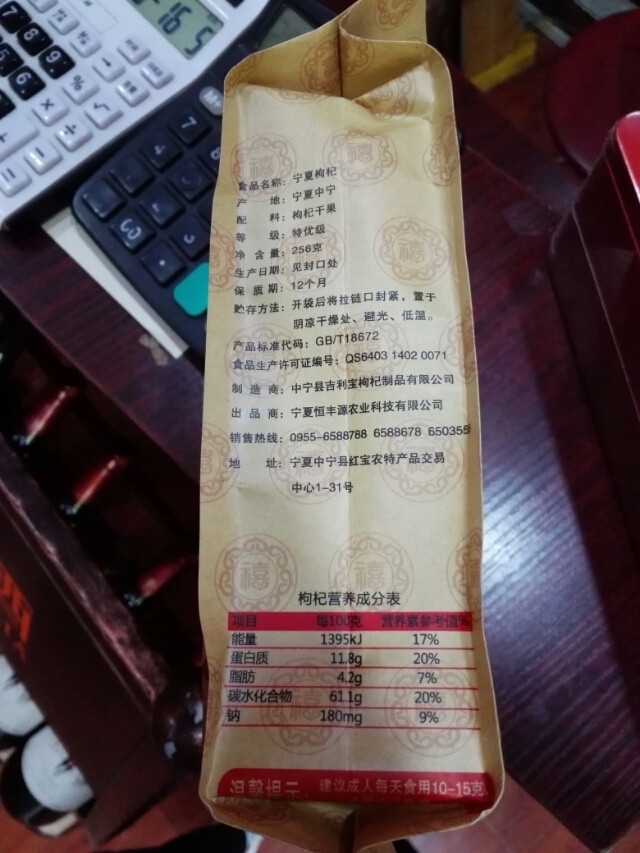 食品名称：宁夏枸杞
产 地：宁夏中宁
配 料：枸杞干果
等 级：特优级
净 含 量：256克
生产日期：见封口处
保 质 期：12个月
贮存方法：开袋后将拉链口封紧，置于
阴凉干燥处、避光、低温。
产品标准代码：GB/T18672
食品生产许可证编号：QS6403 1402 0071
制 造 商：中宁县吉利宝枸杞制品有限公司
出 品 商：宁夏恒丰源农业科技有限公司
销售热线：0955-6588788 6588678 650355
地 址：宁夏中宁县红宝农特产品交易
中心1-31号
枸杞营养成分表
项目 每100克 营养素参考值%
能量 1395kJ 17%
蛋白质 11.8g 20%
脂肪 4.2g 7%
碳水化合物 61.1g 20%
钠 180mg 9%
温馨提示：建议成人每天食用10-15克